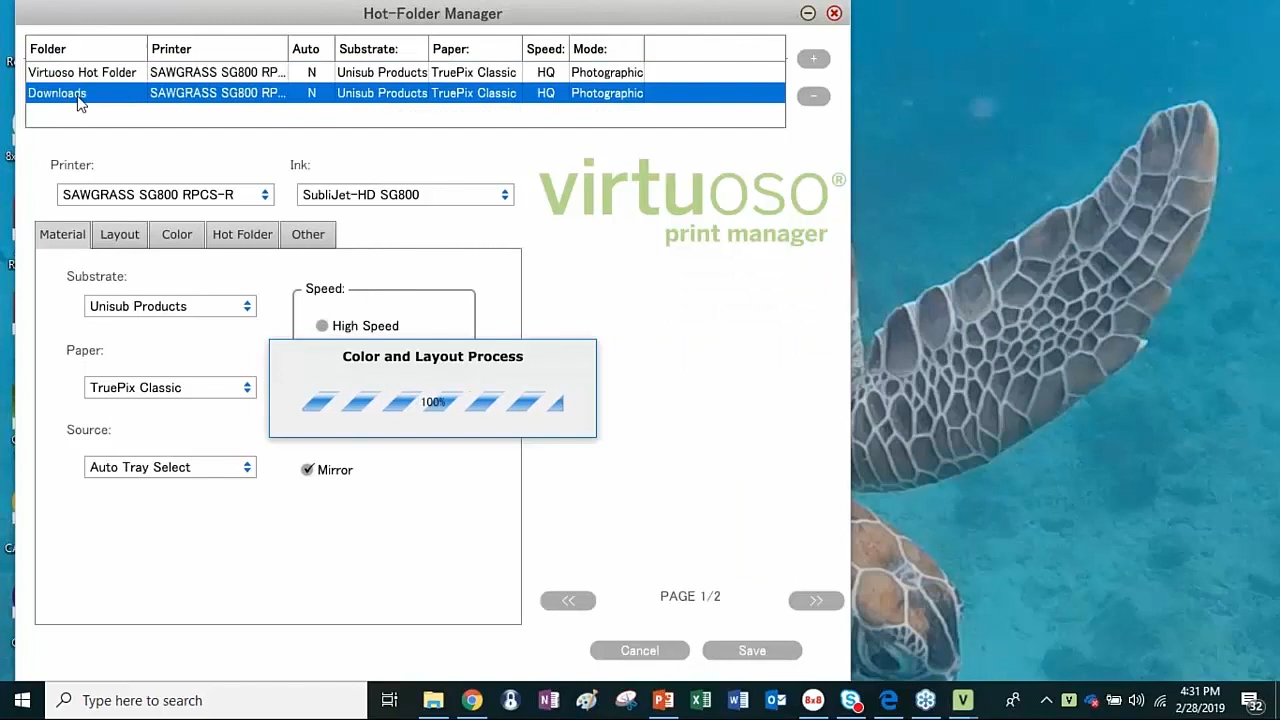 Hot-Folder Manager
Folder Printer Auto Substrate: Paper: Speed: Mode:
Virtuoso Hot Folder SAWGRASS SG800 RP... N Unisub Products TruePix Classic HQ Photographic
Downloads SAWGRASS SG800 RP... N Unisub Products TruePix Classic HQ Photographic
Printer: Ink:
SAWGRASS SG800 RPCS-R SubliJet-HD SG800
virtuoso®
print manager
Material Layout Color Hot Folder Other
Substrate:
Unisub Products
Speed:
High Speed
Paper:
TruePix Classic
Color and Layout Process
100%
Source:
Auto Tray Select
Mirror
<< PAGE 1/2 >>
Cancel Save
Type here to search
4:31 PM
2/28/2019
32